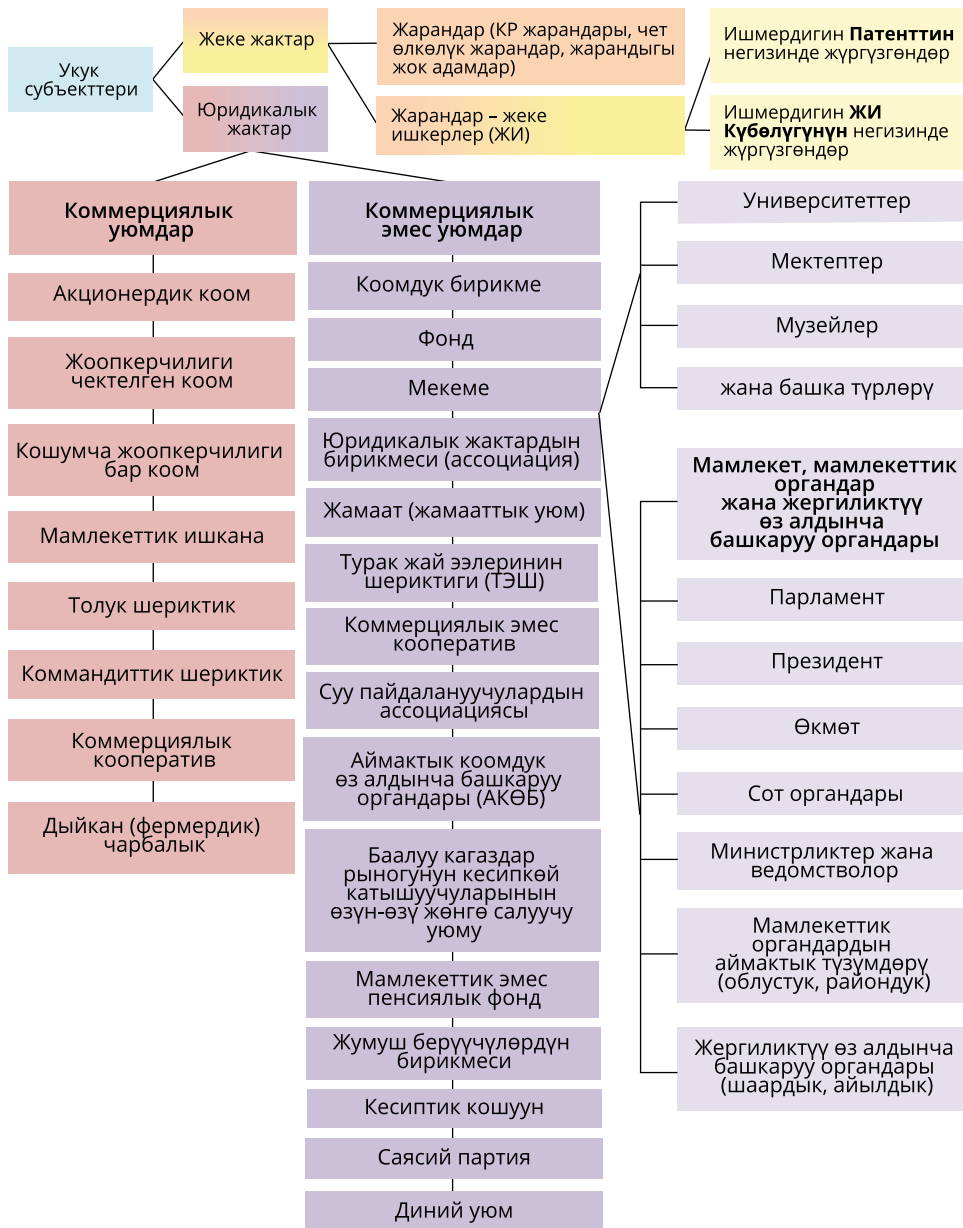 Укук
субъекттери
Жеке жактар
Юридикалык
жактар
Жарандар (КР жарандары, чет
өлкөлүк жарандар, жарандыгы
жок адамдар)
Жарандар – жеке
ишкерлер (ЖИ)
Ишмердигин Патенттин
негизинде жүргүзгөндөр
Ишмердигин ЖИ
Күбөлүгүнүн негизинде
жүргүзгөндөр
Коммерциялык
уюмдар
Акционердик коом
Жоопкерчилиги
чектелген коом
Кошумча жоопкерчилиги
бар коом
Мамлекеттик ишкана
Толук шериктик
Коммандиттик шериктик
Коммерциялык
кооператив
Дыйкан (фермердик)
чарбалык
Коммерциялык
эмес уюмдар
Коомдук бирикме
Фонд
Мекеме
Юридикалык жактардын
бирикмеси (ассоциация)
Жамаат (жамааттык уюм)
Турак жай ээлеринин
шериктиги (ТЭШ)
Коммерциялык эмес
кооператив
Суу пайдалануучулардын
ассоциациясы
Аймактык коомдук
өз алдынча башкаруу
органдары (АКӨБ)
Баалуу кагаздар
рыногунун кесипкөй
катышуучуларынын
өзүн-өзү жөнгө салуучу
уюму
Мамлекеттик эмес
пенсиялык фонд
Жумуш берүүчүлөрдүн
бирикмеси
Кесиптик кошуун
Саясий партия
Диний уюм
Университеттер
Мектептер
Музейлер
жана башка түрлөрү
Мамлекет, мамлекеттик
органдар
жана жергиликтүү
өз алдынча
башкаруу органдары
Парламент
Президент
Өкмөт
Сот органдары
Министрликтер жана
ведомстволор
Мамлекеттик
органдардын
аймактык түзүмдөрү
(облустук, райондук)
Жергиликтүү өз алдынча
башкаруу органдары
(шаардык, айылдык)